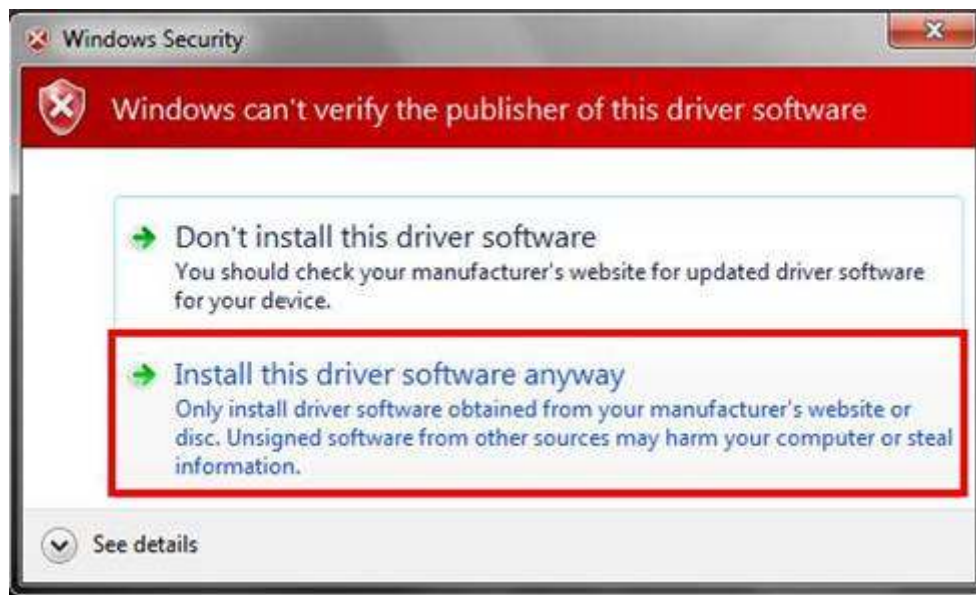 Windows Security
Windows can't verify the publisher of this driver software
Don't install this driver software
You should check your manufacturer's website for updated driver software
for your device.
Install this driver software anyway
Only install driver software obtained from your manufacturer's website or
disc. Unsigned software from other sources may harm your computer or steal
information.
See details